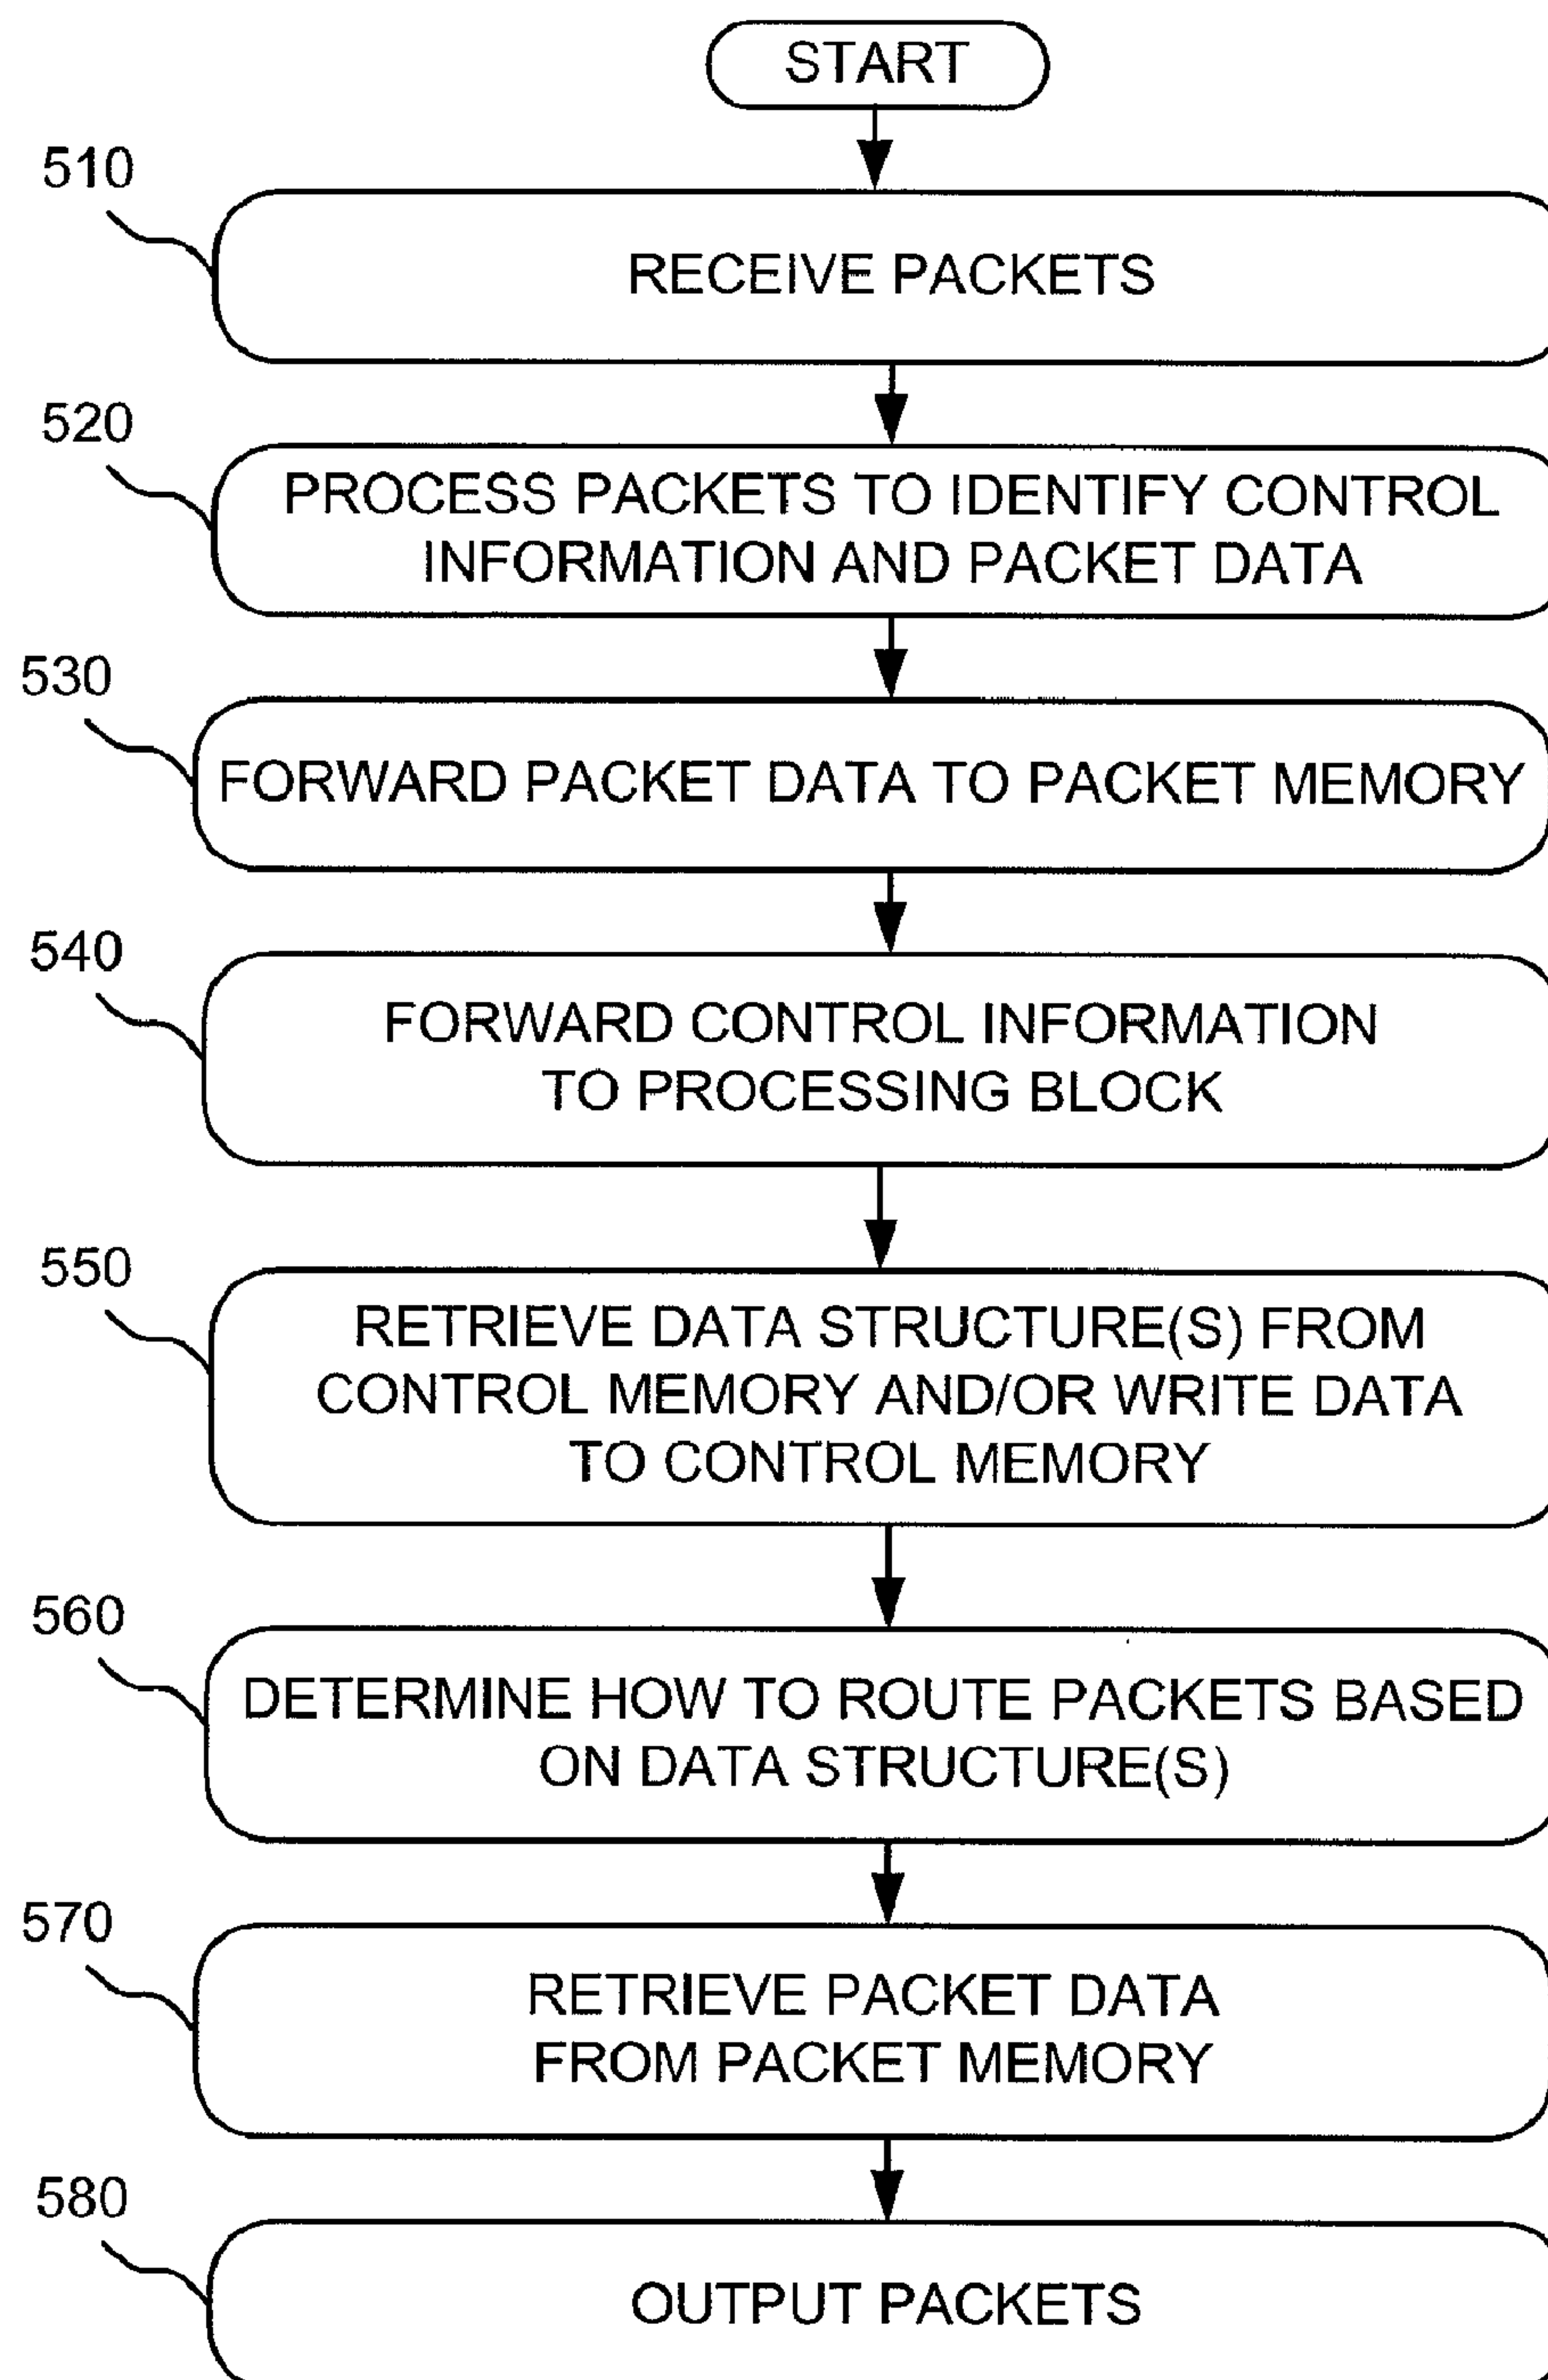 START
510
RECEIVE PACKETS
520
PROCESS PACKETS TO IDENTIFY CONTROL
INFORMATION AND PACKET DATA
530
FORWARD PACKET DATA TO PACKET MEMORY
540
FORWARD CONTROL INFORMATION
TO PROCESSING BLOCK
550
RETRIEVE DATA STRUCTURE(S) FROM
CONTROL MEMORY AND/OR WRITE DATA
TO CONTROL MEMORY
560
DETERMINE HOW TO ROUTE PACKETS BASED
ON DATA STRUCTURE(S)
570
RETRIEVE PACKET DATA
FROM PACKET MEMORY
580
OUTPUT PACKETS